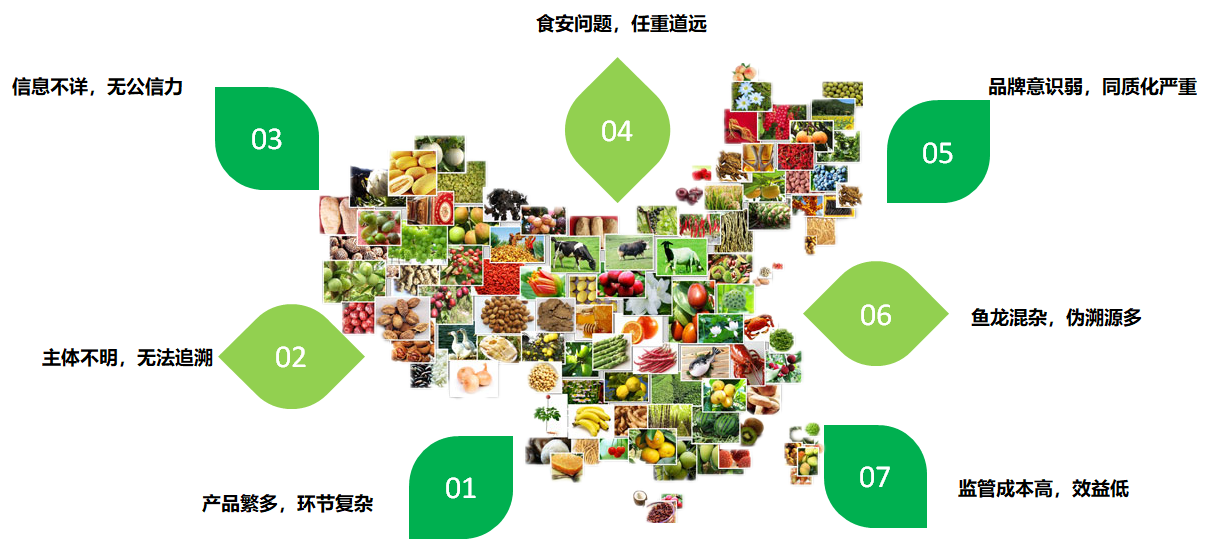 食安问题，任重道远
04
信息不详，无公信力
03
品牌意识弱，同质化严重
05
主体不明，无法追溯
02
06
鱼龙混杂，伪溯源多
产品繁多，环节复杂
01
07
监管成本高，效益低